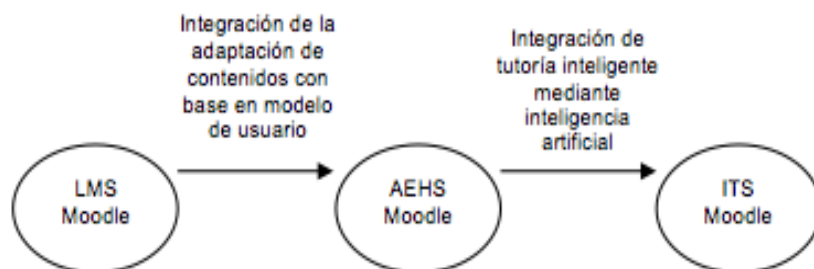 Integración de la
adaptación de
contenidos con
base en modelo
de usuario
Integración de
tutoría inteligente
mediante
inteligencia
artificial
LMS
Moodle
AEHS
Moodle
ITS
Moodle